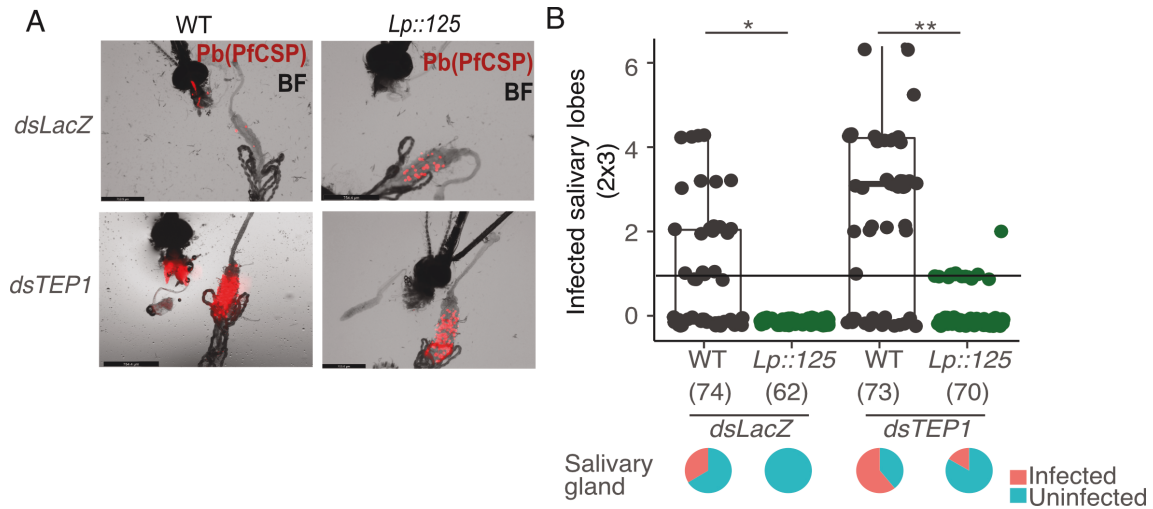 A
WT
Lp::125
dsLacZ
Pb(PfCSP)
BF
Pb(PfCSP)
BF
dsTEP1
B
*
**
Infected salivary lobes
(2x3)
6
4
2
0
WT
Lp::125
WT
Lp::125
(74)
(62)
(73)
(70)
dsLacZ
dsTEP1
Salivary
gland
Infected
Uninfected